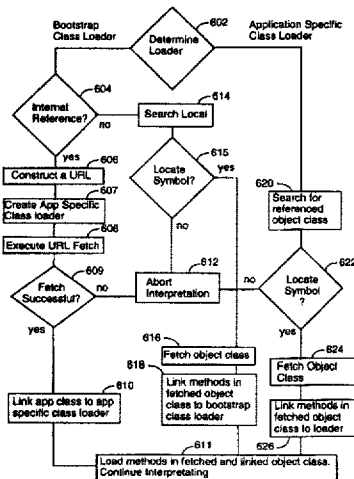 Bootstrap
Class Loador
602
Application Specific
Class Loader
Determine
Loader
604
Internet
Reference?
no
614
Search Local
yes
606
Construct a URL
607
Create App Specific
Class loader
608
Execute URL Fetch
615
Locate
Symbol?
yes
no
620
Search for
referenced
object class
609
Fetch
Successful?
no
612
Abort
Interpretation
no
622
Locate
Symbol
?
yes
yes
616
Fetch object class
618
Link methods in
fetched object
class to bootstrap
class loader
624
Fetch Object
Class
Link methods in
fetched object
class to loader
626
Link app class to app
specific class loader
610
611
Load methods in fetched and linked object class.
Continue Interpretating